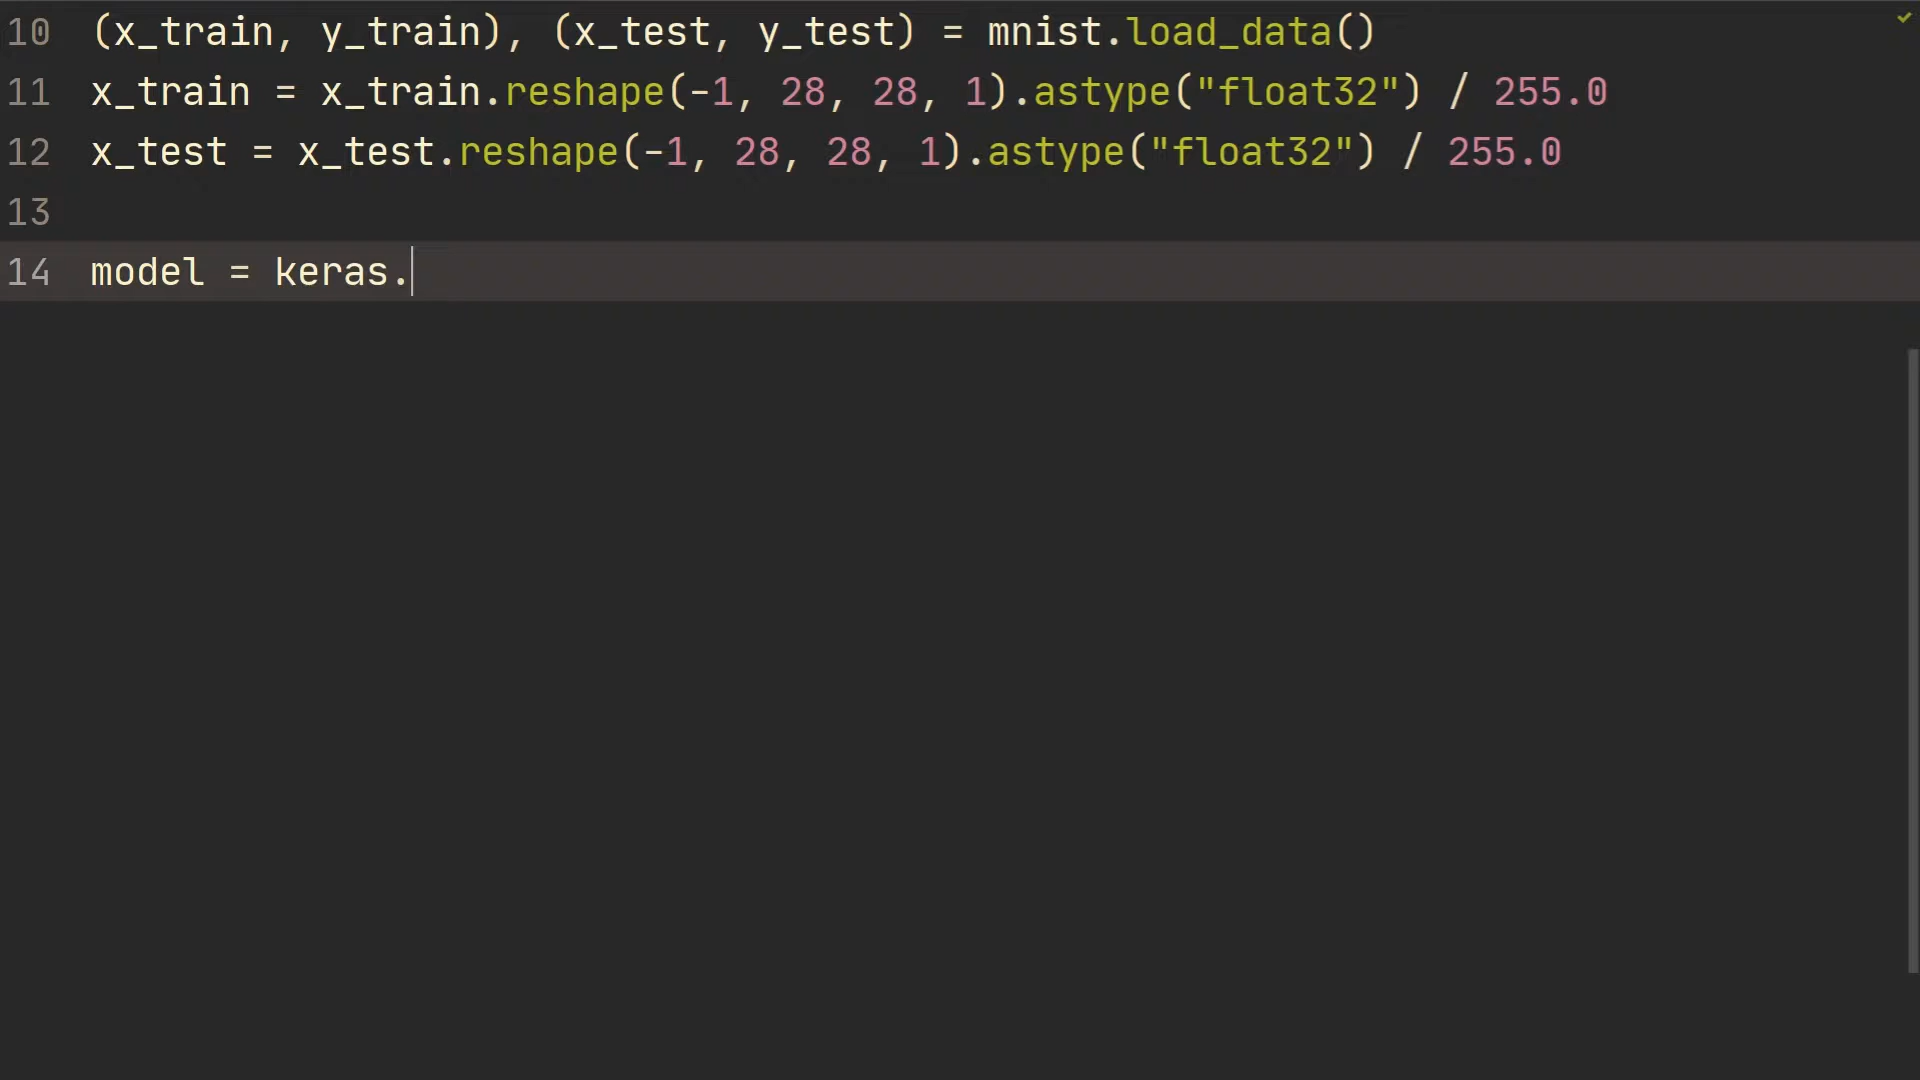 10 (x_train, y_train), (x_test, y_test) = mnist.load_data()
11 x_train = x_train.reshape(-1, 28, 28, 1).astype("float32") / 255.0
12 x_test = x_test.reshape(-1, 28, 28, 1).astype("float32") / 255.0
13
14 model = keras.